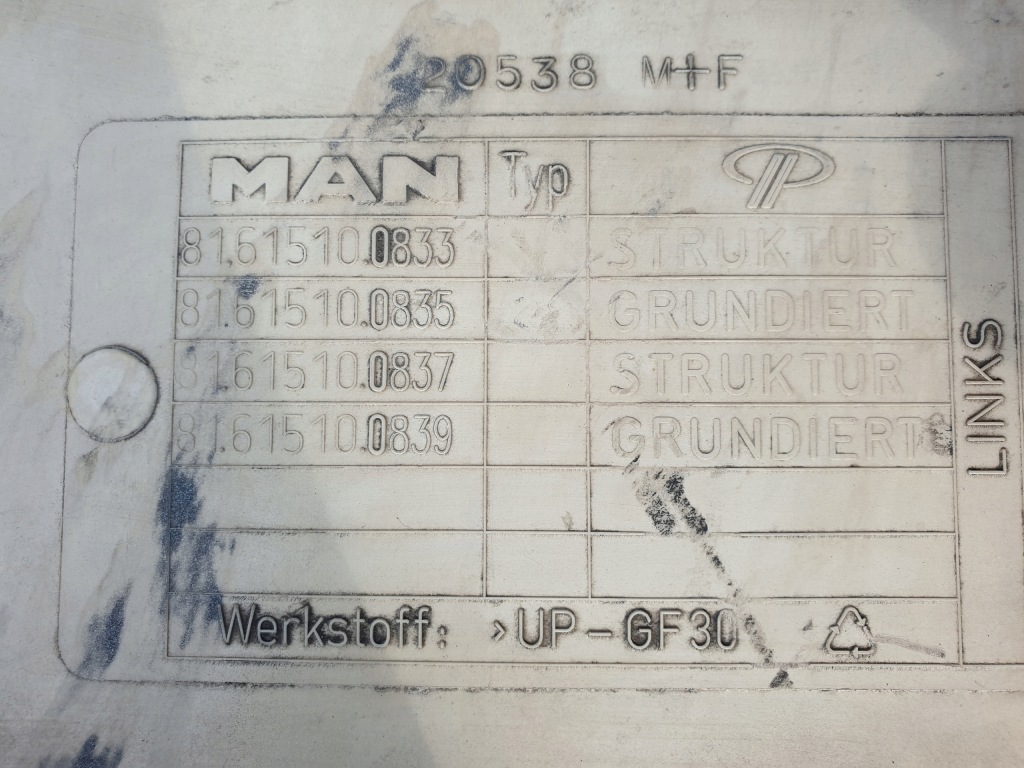 20538 M+F
MAN Typ
81.61510.0833 STRUKTUR
81.61510.0835 GRUNDIERT
81.61510.0837 STRUKTUR
81.61510.0839 GRUNDIERT
LINKS
Werkstoff: >UP-GF30